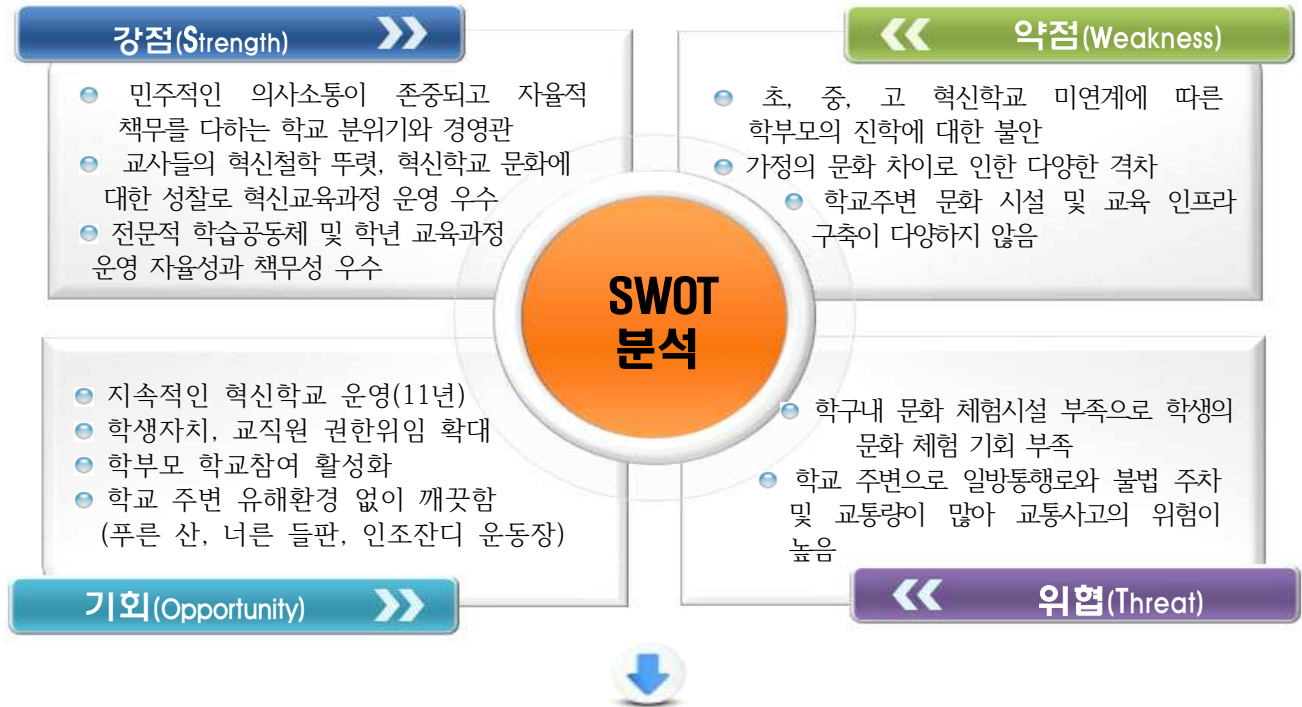 강점(Strength)
민주적인 의사소통이 존중되고 자율적
책무를 다하는 학교 분위기와 경영관
교사들의 혁신철학 뚜렷, 혁신학교 문화에
대한 성찰로 혁신교육과정 운영 우수
전문적 학습공동체 및 학년 교육과정
운영 자율성과 책무성 우수
약점(Weakness)
초, 중, 고 혁신학교 미연계에 따른
학부모의 진학에 대한 불안
가정의 문화 차이로 인한 다양한 격차
학교주변 문화 시설 및 교육 인프라
구축이 다양하지 않음
SWOT
분석
지속적인 혁신학교 운영(11년)
학생자치, 교직원 권한위임 확대
학부모 학교참여 활성화
학교 주변 유해환경 없이 깨끗함
(푸른 산, 너른 들판, 인조잔디 운동장)
기회(Opportunity)
학구내 문화 체험시설 부족으로 학생의
문화 체험 기회 부족
학교 주변으로 일방통행로와 불법 주차
및 교통량이 많아 교통사고의 위험이
높음
위협(Threat)